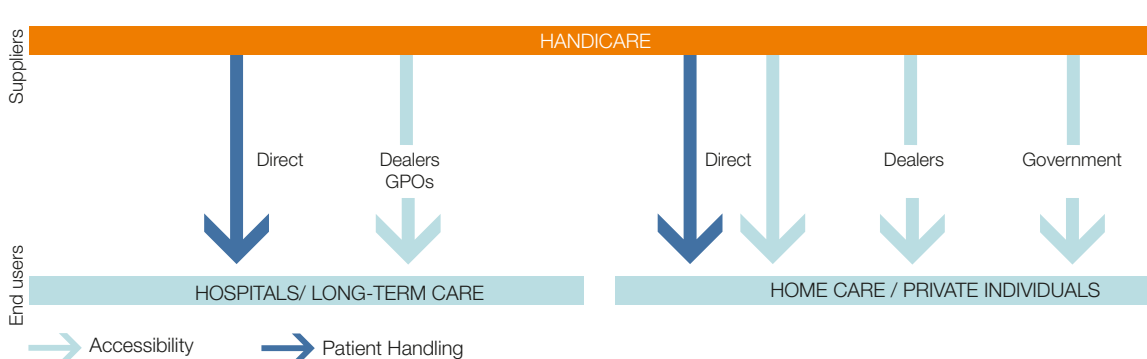 Suppliers
HANDICARE
Direct
Dealers
GPOs
Direct
Dealers
Government
End users
HOSPITALS/ LONG-TERM CARE
HOME CARE / PRIVATE INDIVIDUALS
Accessibility
Patient Handling